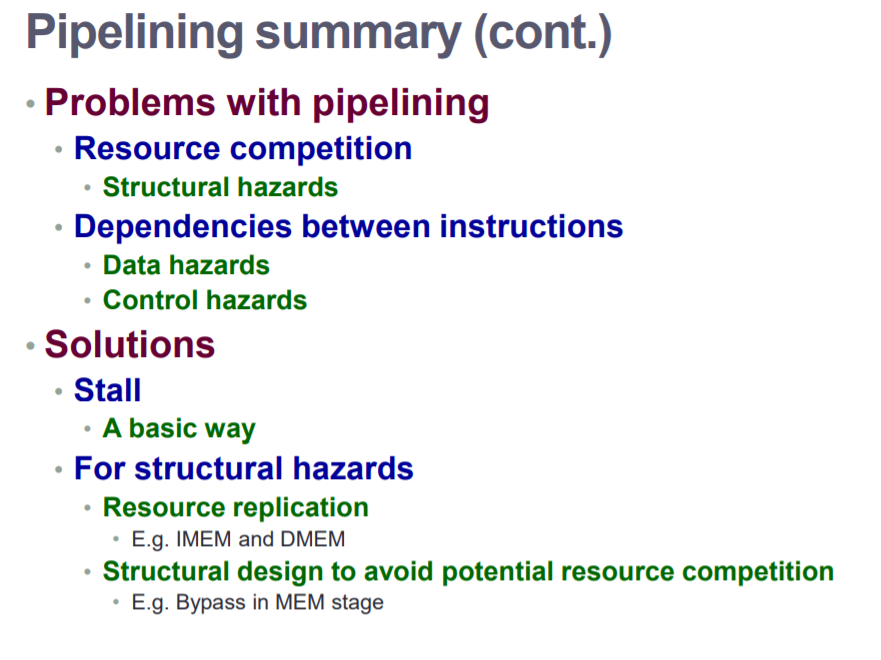 Pipelining summary (cont.)
• Problems with pipelining
• Resource competition
• Structural hazards
• Dependencies between instructions
• Data hazards
• Control hazards
• Solutions
• Stall
• A basic way
• For structural hazards
• Resource replication
• E.g. IMEM and DMEM
• Structural design to avoid potential resource competition
• E.g. Bypass in MEM stage